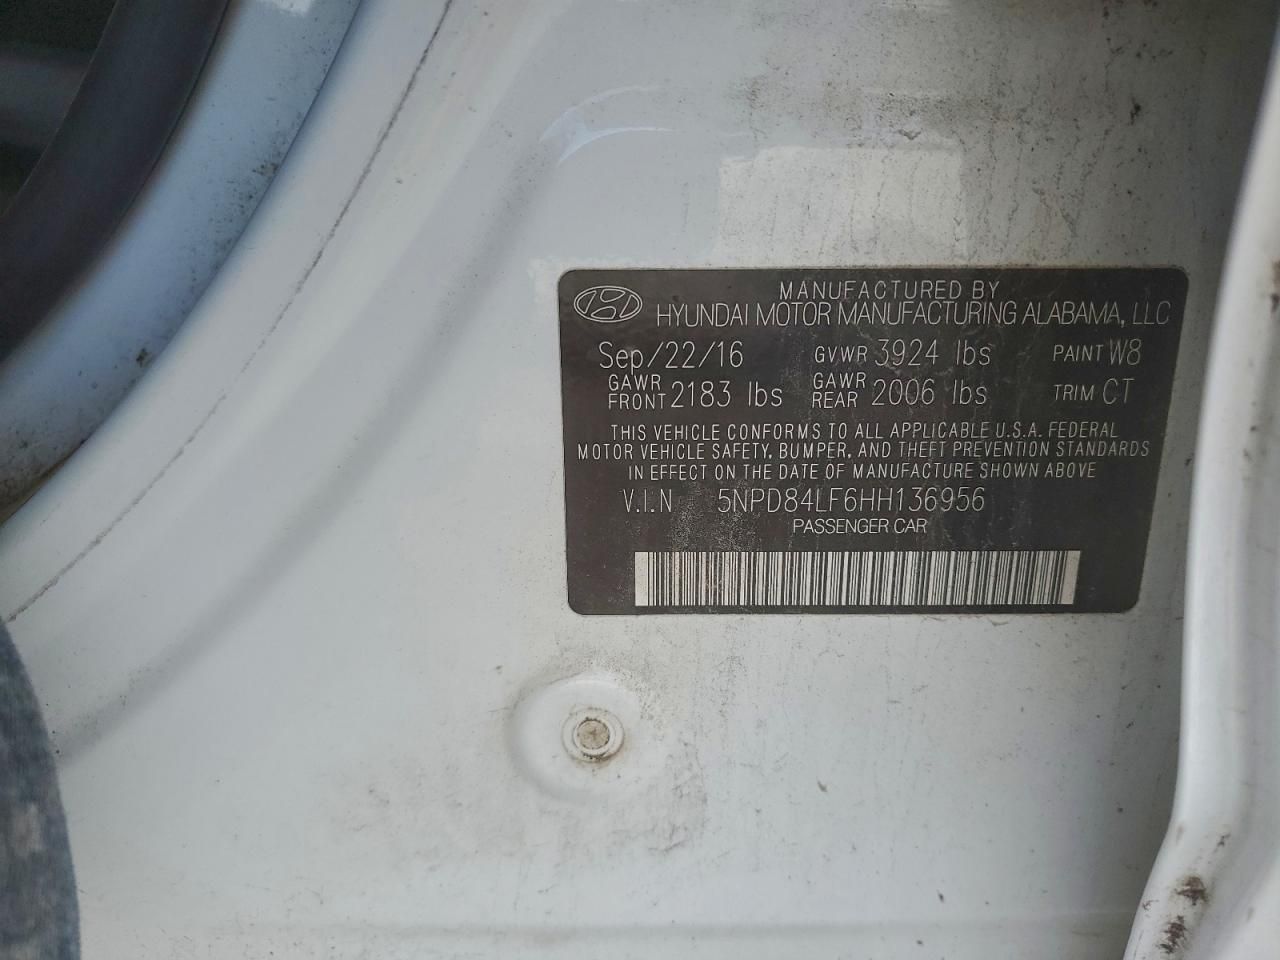 MANUFACTURED BY
HYUNDAI MOTOR MANUFACTURING ALABAMA, LLC
Sep/22/16 GVWR 3924 lbs PAINT W8
GAWR FRONT 2183 lbs GAWR REAR 2006 lbs TRIM CT
THIS VEHICLE CONFORMS TO ALL APPLICABLE U.S.A. FEDERAL
MOTOR VEHICLE SAFETY, BUMPER, AND THEFT PREVENTION STANDARDS
IN EFFECT ON THE DATE OF MANUFACTURE SHOWN ABOVE
V.I.N 5NPD84LF6HH136956
PASSENGER CAR